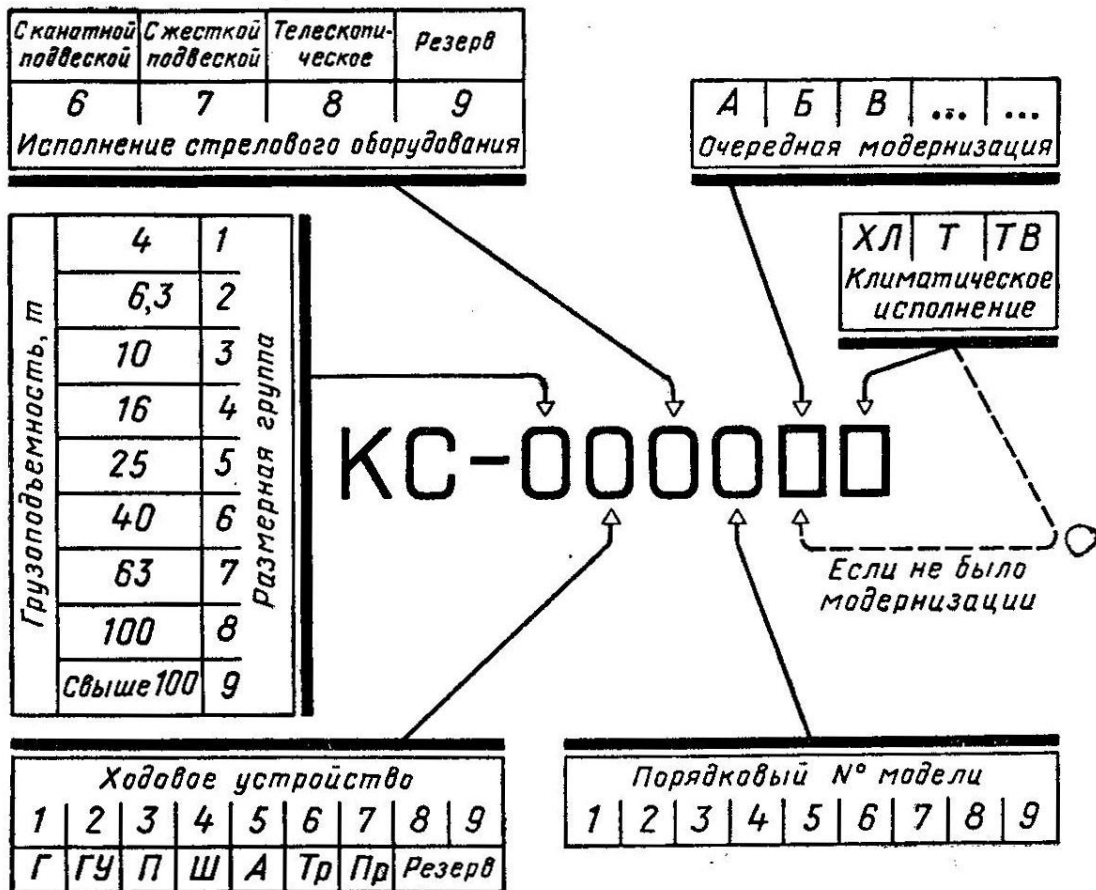 С канатной подвеской | С жесткой подвеской | Телескопи-ческое | Резерв
6 | 7 | 8 | 9
Исполнение стрелового оборудования
А | Б | В | ... | ...
Очередная модернизация
ХЛ | Т | ТВ
Климатическое
исполнение
Грузоподъемность, т
Размерная группа
4 | 1
6,3 | 2
10 | 3
16 | 4
25 | 5
40 | 6
63 | 7
100 | 8
Свыше 100 | 9
КС-0000□□
Если не было
модернизации
Ходовое устройство
1 | 2 | 3 | 4 | 5 | 6 | 7 | 8 | 9
Г | ГУ | П | Ш | А | Тр | Пр | Резерв
Порядковый N° модели
1 | 2 | 3 | 4 | 5 | 6 | 7 | 8 | 9